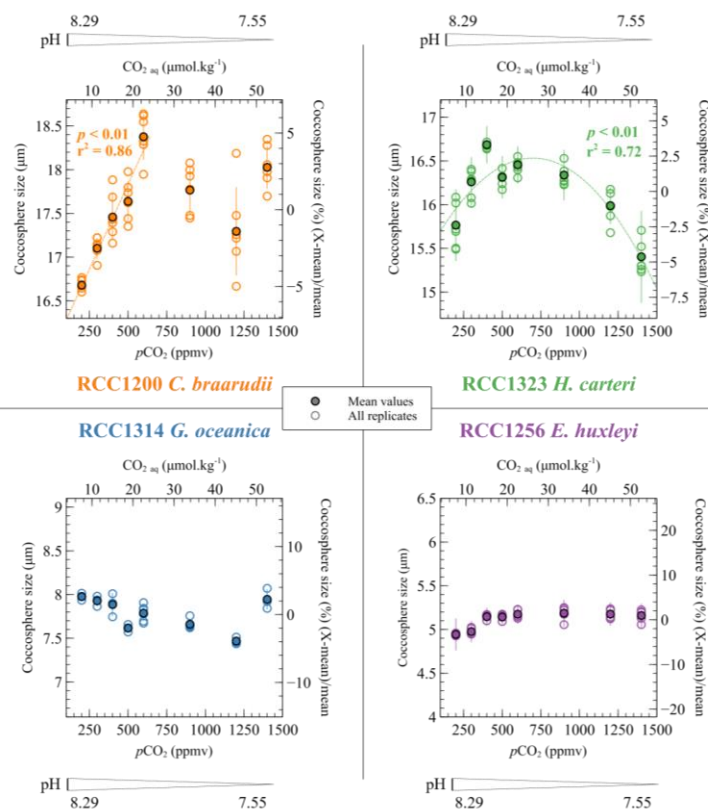 8.29 7.55
pH
CO2 aq (μmol.kg-1)
10 20 30 40 50
18.5
18
17.5
17
16.5
Coccosphere size (μm)
p < 0.01
r2 = 0.86
5
0
−5
Coccosphere size (%) (X-mean)/mean
250 500 750 1000 1250 1500
pCO2 (ppmv)
RCC1200 C. braarudii
8.29 7.55
pH
CO2 aq (μmol.kg-1)
10 20 30 40 50
17
16.5
16
15.5
15
Coccosphere size (μm)
p < 0.01
r2 = 0.72
5
2.5
0
−2.5
−5
−7.5
Coccosphere size (%) (X-mean)/mean
250 500 750 1000 1250 1500
pCO2 (ppmv)
RCC1323 H. carteri
Mean values
All replicates
RCC1314 G. oceanica
CO2 aq (μmol.kg-1)
10 20 30 40 50
9
8.5
8
7.5
7
Coccosphere size (μm)
10
0
−10
Coccosphere size (%) (X-mean)/mean
250 500 750 1000 1250 1500
pCO2 (ppmv)
pH
8.29 7.55
RCC1256 E. huxleyi
CO2 aq (μmol.kg-1)
10 20 30 40 50
6.5
6
5.5
5
4.5
4
Coccosphere size (μm)
20
10
0
−10
−20
Coccosphere size (%) (X-mean)/mean
250 500 750 1000 1250 1500
pCO2 (ppmv)
pH
8.29 7.55